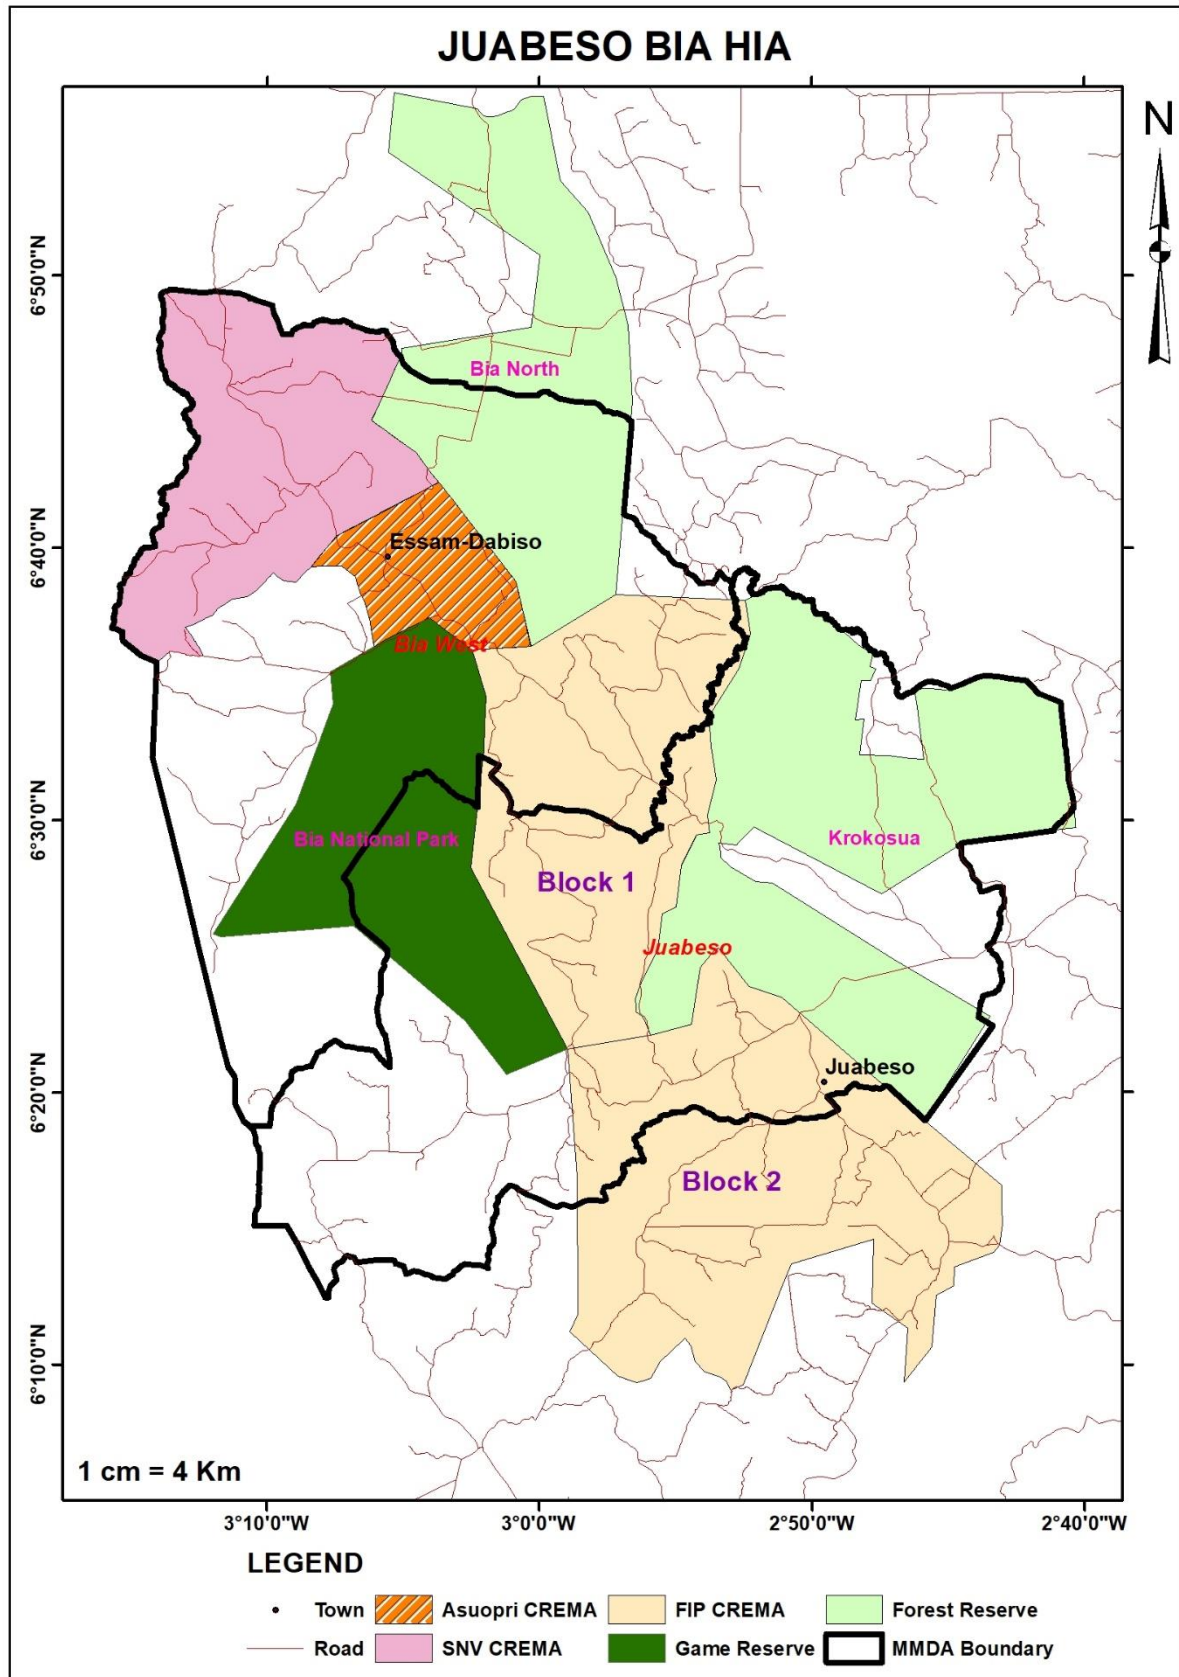 JUABESO BIA HIA
N
6°50'0"N
Bia North
6°40'0"N
Essam-Dabiso
Bia West
6°30'0"N
Bia National Park
Krokosua
Block 1
Juabeso
6°20'0"N
Juabeso
Block 2
6°10'0"N
1 cm = 4 Km
3°10'0"W
3°0'0"W
2°50'0"W
2°40'0"W
LEGEND
Town
Asuopri CREMA
FIP CREMA
Forest Reserve
Road
SNV CREMA
Game Reserve
MMDA Boundary